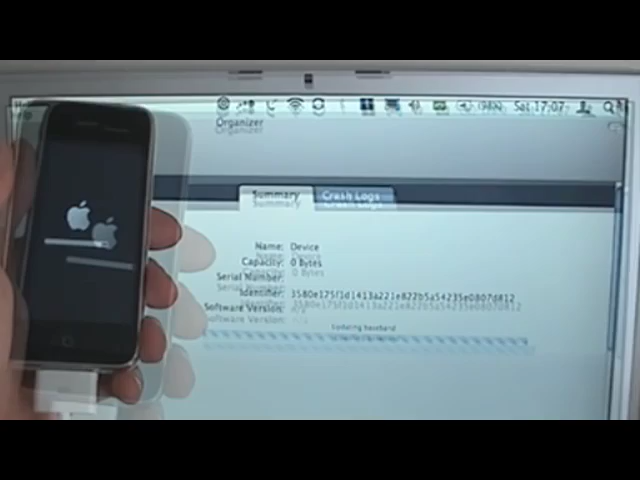 (98%) Sat 17:07
Organizer
Summary Crash Logs
Name: Device
Capacity: 0 Bytes
Serial Number:
Identifier: 3580e175f1d1413a221e822b5a54235e0807d812
Software Version: n/a
Updating baseband